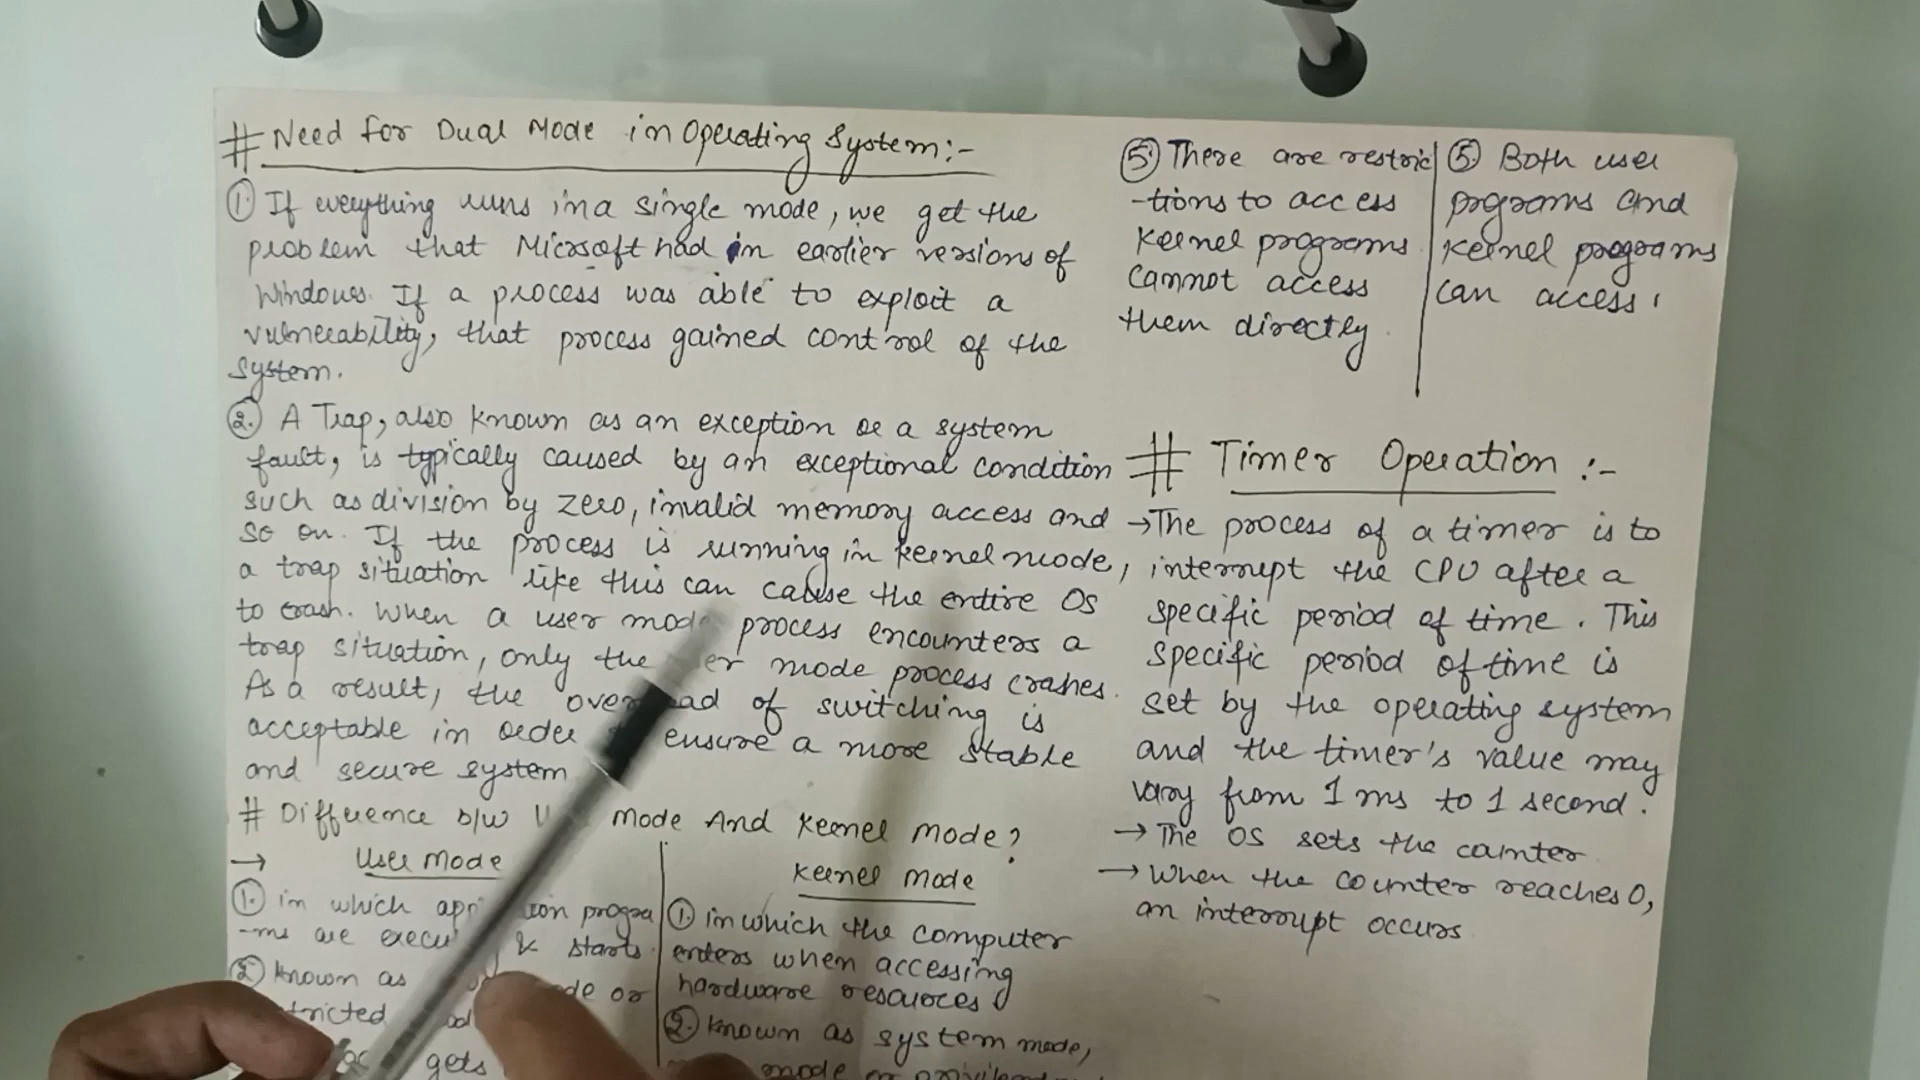 # Need for Dual Mode in Operating System:-
① If everything runs in a single mode, we get the
problem that Microsoft had in earlier versions of
Windows. If a process was able to exploit a
vulnerability, that process gained control of the
system.
②. A Trap, also known as an exception or a system
fault, is typically caused by an exceptional condition
such as division by zero, invalid memory access and
so on. If the process is running in kernel mode,
a trap situation like this can cause the entire OS
to crash. When a user mode process encounters a
trap situation, only the mode process crashes.
As a result, the of switching is
acceptable in order ensure a more stable
and secure system
# Difference b/w mode And Kernel Mode?
→ User Mode
① in which progra
-ms are & starts
② known as or
gets
Kernel Mode
① in which the computer
enters when accessing
hardware resources
②. known as system mode,
mode or
⑤ There are restric
-tions to access
Kernel programs.
Cannot access
them directly.
⑤. Both user
prgrams and
kernel programs
can access.
# Timer Operation :-
→ The process of a timer is to
interrupt the CPU after a
specific period of time. This
specific period of time is
set by the operating system
and the timer's value may
vary from 1 ms to 1 second.
→ The OS sets the counter
→ When the counter reaches 0,
an interrupt occurs